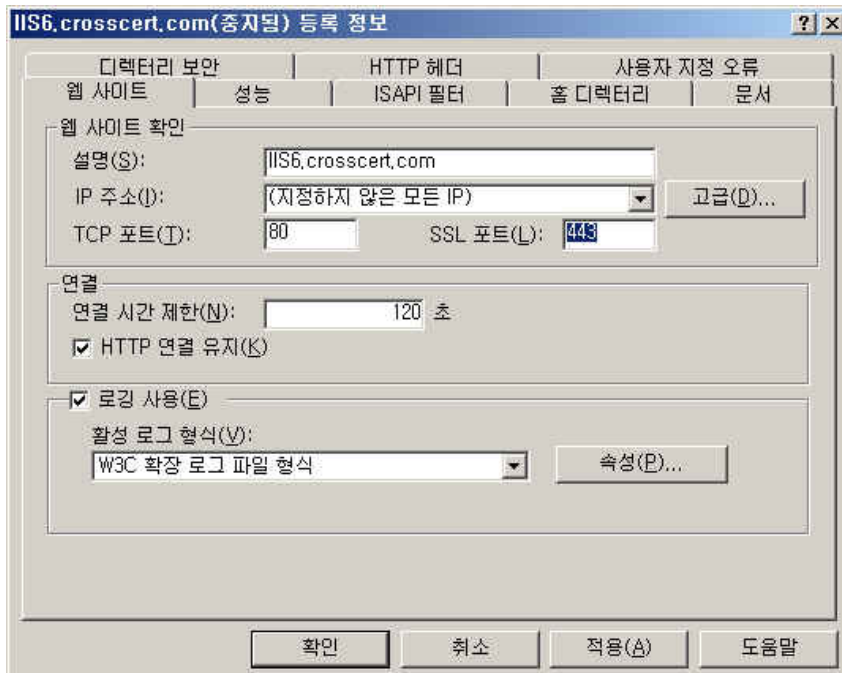 IIS6.crosscert.com(중지됨) 등록 정보
디렉터리 보안 HTTP 헤더 사용자 지정 오류
웹 사이트 성능 ISAPI 필터 홈 디렉터리 문서
웹 사이트 확인
설명(S): IIS6.crosscert.com
IP 주소(I): (지정하지 않은 모든 IP) 고급(D)...
TCP 포트(T): 80 SSL 포트(L): 443
연결
연결 시간 제한(N): 120 초
HTTP 연결 유지(K)
로깅 사용(E)
활성 로그 형식(V):
W3C 확장 로그 파일 형식 속성(P)...
확인 취소 적용(A) 도움말